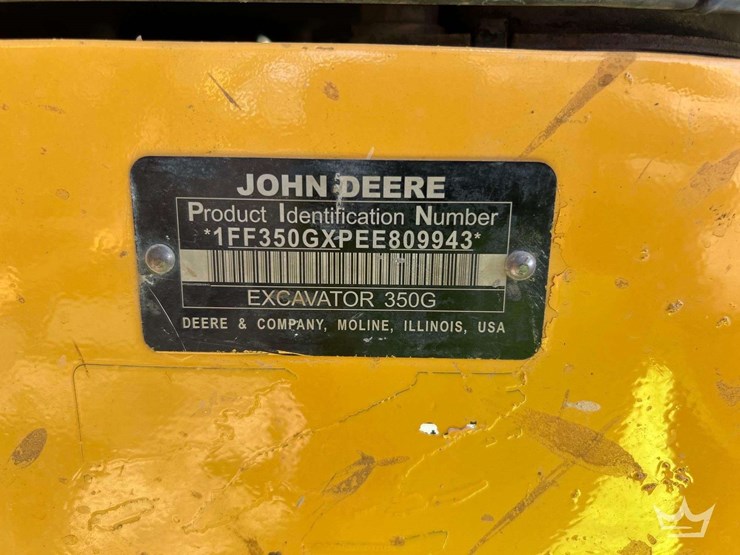 JOHN DEERE
Product Identification Number
*1FF350GXPEE809943*
EXCAVATOR 350G
DEERE & COMPANY, MOLINE, ILLINOIS, USA